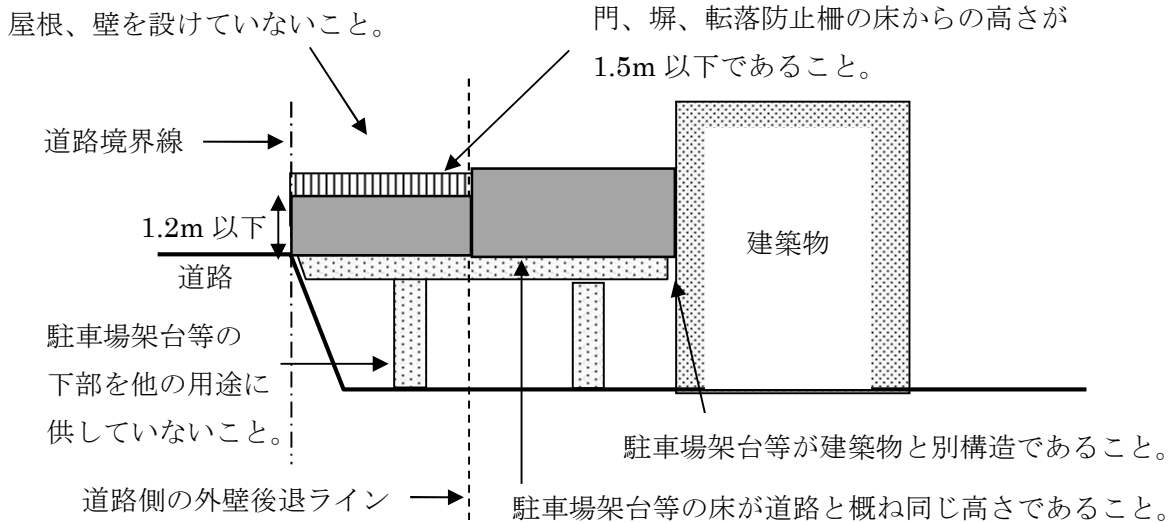 屋根、壁を設けていないこと。
門、塀、転落防止柵の床からの高さが
1.5m 以下であること。
道路境界線
1.2m 以下
道路
建築物
駐車場架台等の
下部を他の用途に
供していないこと。
駐車場架台等が建築物と別構造であること。
道路側の外壁後退ライン
駐車場架台等の床が道路と概ね同じ高さであること。